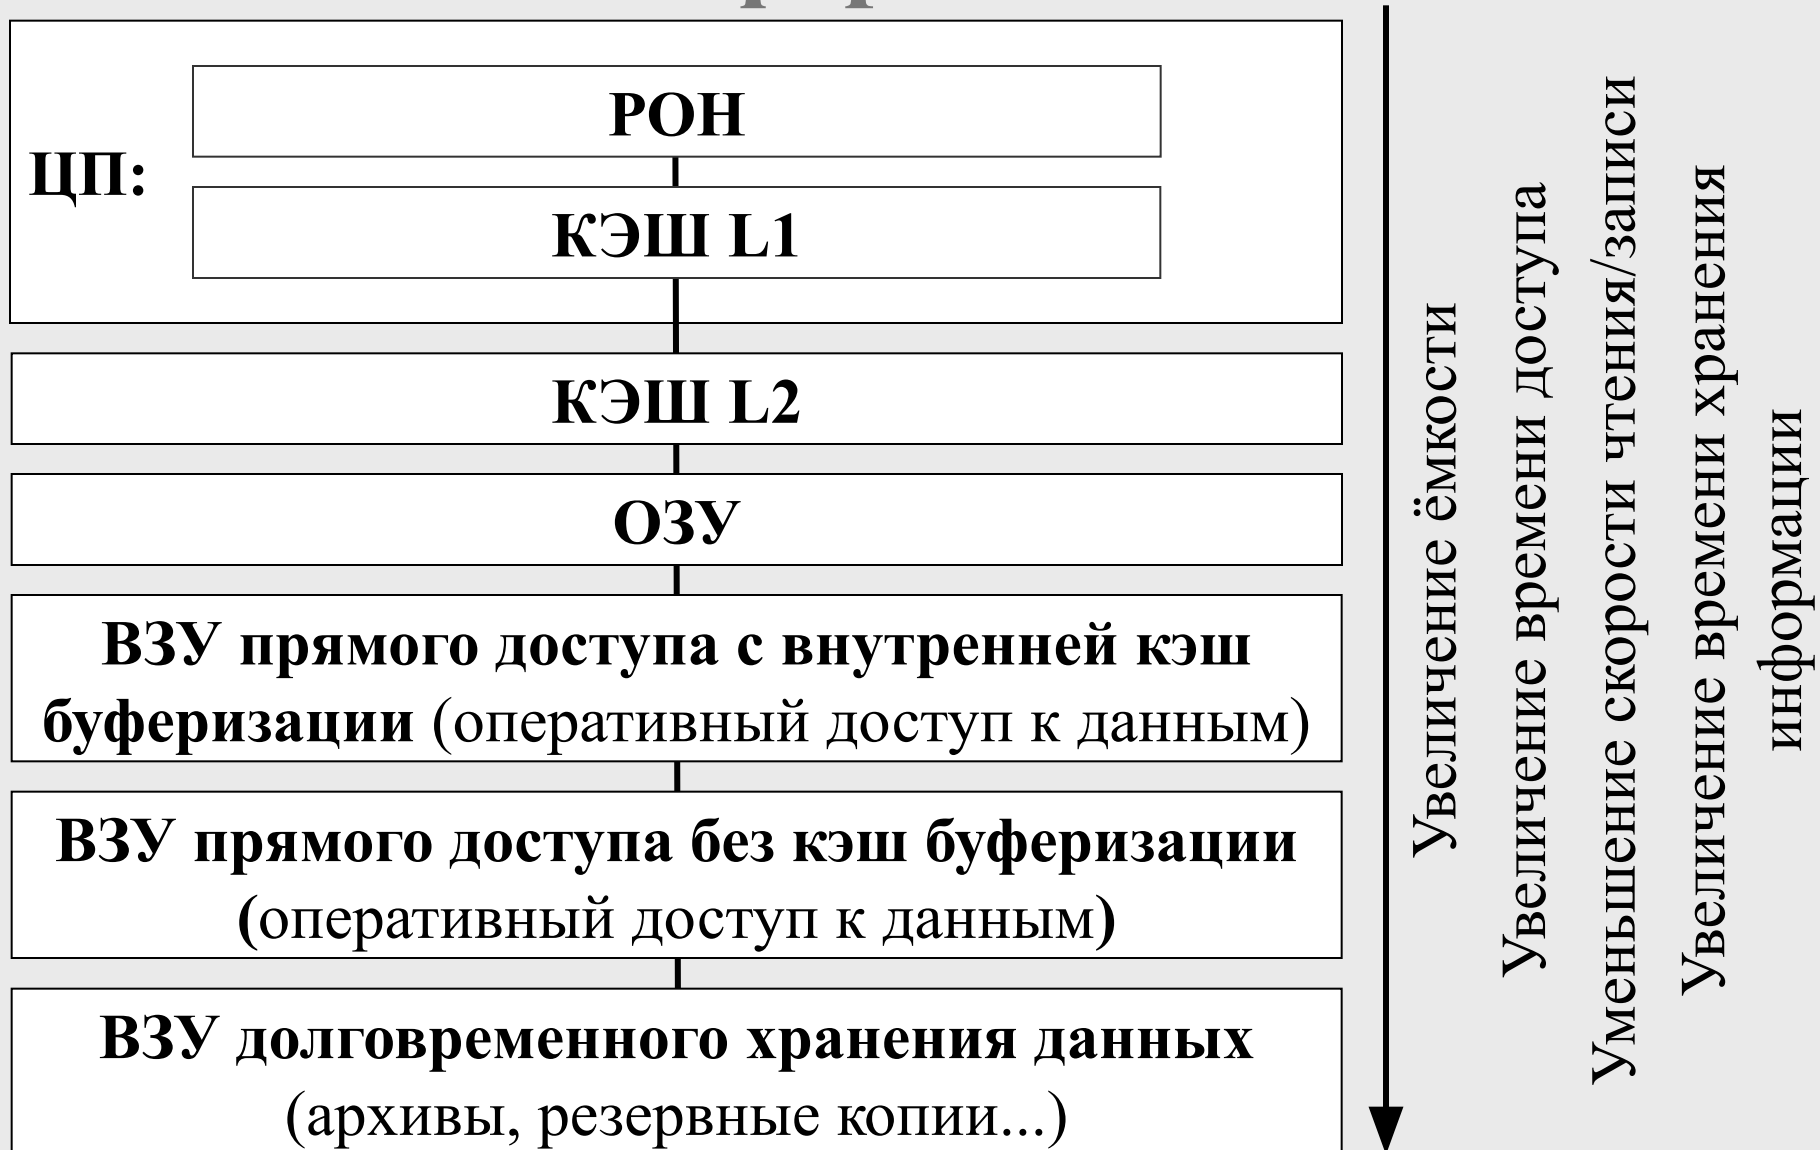 РОН
ЦП:
КЭШ L1
КЭШ L2
ОЗУ
ВЗУ прямого доступа с внутренней кэш
буферизации (оперативный доступ к данным)
ВЗУ прямого доступа без кэш буферизации
(оперативный доступ к данным)
ВЗУ долговременного хранения данных
(архивы, резервные копии...)
Увеличение ёмкости
Увеличение времени доступа
Уменьшение скорости чтения/записи
Увеличение времени хранения
информации